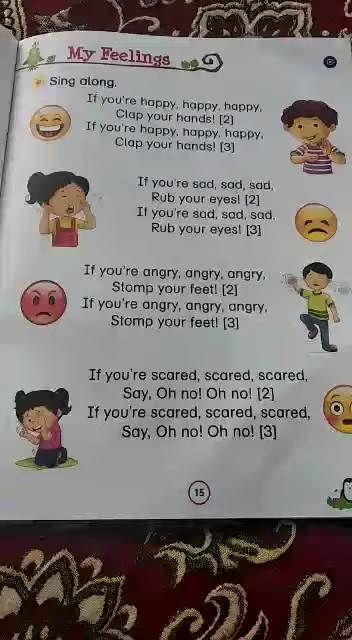 My Feelings
Sing along.
If you're happy, happy, happy,
Clap your hands! [2]
If you're happy, happy, happy,
Clap your hands! [3]
If you're sad, sad, sad,
Rub your eyes! [2]
If you're sad, sad, sad,
Rub your eyes! [3]
If you're angry, angry, angry,
Stomp your feet! [2]
If you're angry, angry, angry,
Stomp your feet! [3]
If you're scared, scared, scared,
Say, Oh no! Oh no! [2]
If you're scared, scared, scared,
Say, Oh no! Oh no! [3]
15